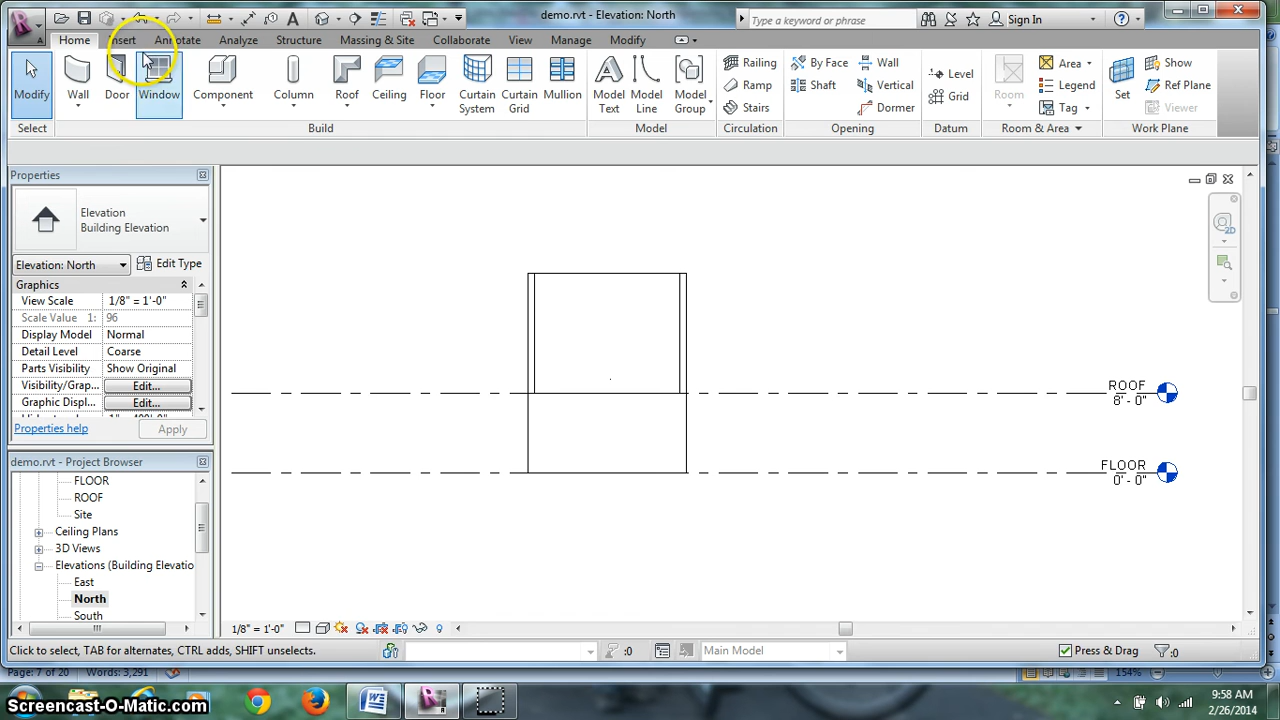 demo.rvt - Elevation: North
Type a keyword or phrase
Sign In
Home
Insert
Annotate
Analyze
Structure
Massing & Site
Collaborate
View
Manage
Modify
Modify
Wall
Door
Window
Component
Column
Roof
Ceiling
Floor
Curtain System
Curtain Grid
Mullion
Model Text
Model Line
Model Group
Railing
Ramp
Stairs
By Face
Shaft
Wall
Vertical
Dormer
Level
Grid
Room
Area
Legend
Tag
Set
Show
Ref Plane
Viewer
Select
Build
Model
Circulation
Opening
Datum
Room & Area
Work Plane
Properties
Elevation
Building Elevation
Elevation: North
Edit Type
Graphics
View Scale 1/8" = 1'-0"
Scale Value 1: 96
Display Model Normal
Detail Level Coarse
Parts Visibility Show Original
Visibility/Grap... Edit...
Graphic Displ... Edit...
Properties help
Apply
demo.rvt - Project Browser
FLOOR
ROOF
Site
Ceiling Plans
3D Views
Elevations (Building Elevatio
East
North
South
ROOF
8' - 0"
FLOOR
0' - 0"
2D
1/8" = 1'-0"
Click to select, TAB for alternates, CTRL adds, SHIFT unselects.
:0
Main Model
Press & Drag
:0
Page: 7 of 20
Words: 3,291
154%
Screencast-O-Matic.com
9:58 AM
2/26/2014